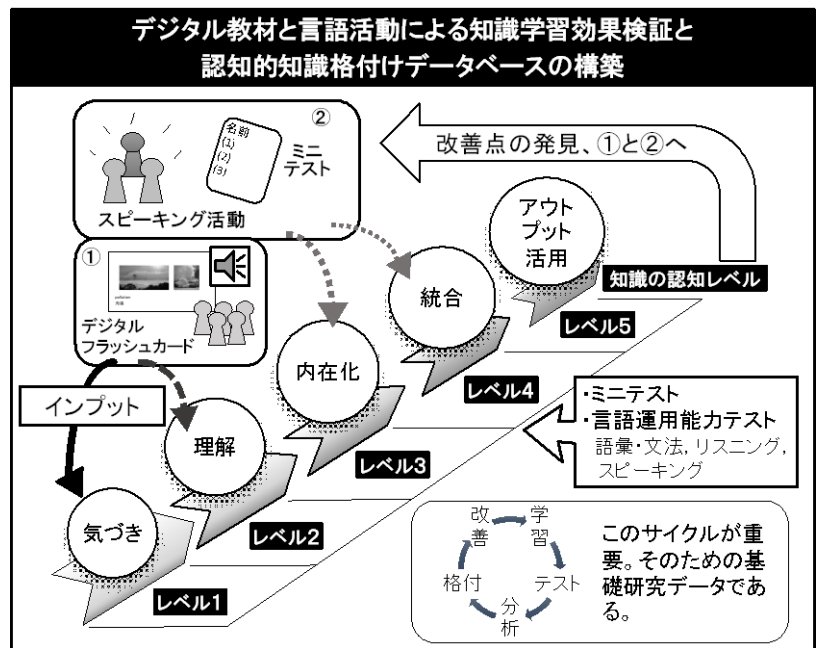 デジタル教材と言語活動による知識学習効果検証と
認知的知識格付けデータベースの構築
②
名前
(1)
(2)
(3)
ミニ
テスト
スピーキング活動
改善点の発見、①と②へ
①
デジタル
フラッシュカード
インプット
気づき
理解
内在化
統合
アウト
プット
活用
知識の認知レベル
レベル5
レベル4
レベル3
レベル2
レベル1
・ミニテスト
・言語運用能力テスト
語彙・文法, リスニング,
スピーキング
改善
学習
テスト
分析
格付
このサイクルが重
要。そのための基
礎研究データであ
る。